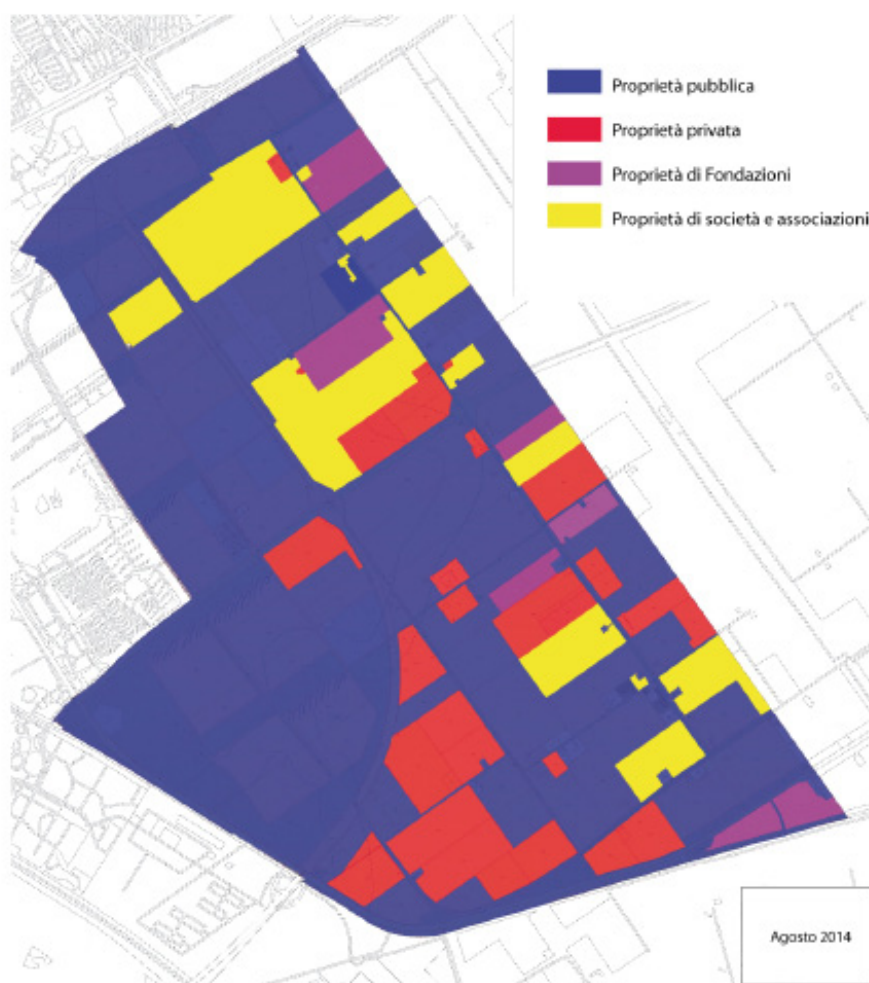 Proprietà pubblica
Proprietà privata
Proprietà di Fondazioni
Proprietà di società e associazioni
Agosto 2014